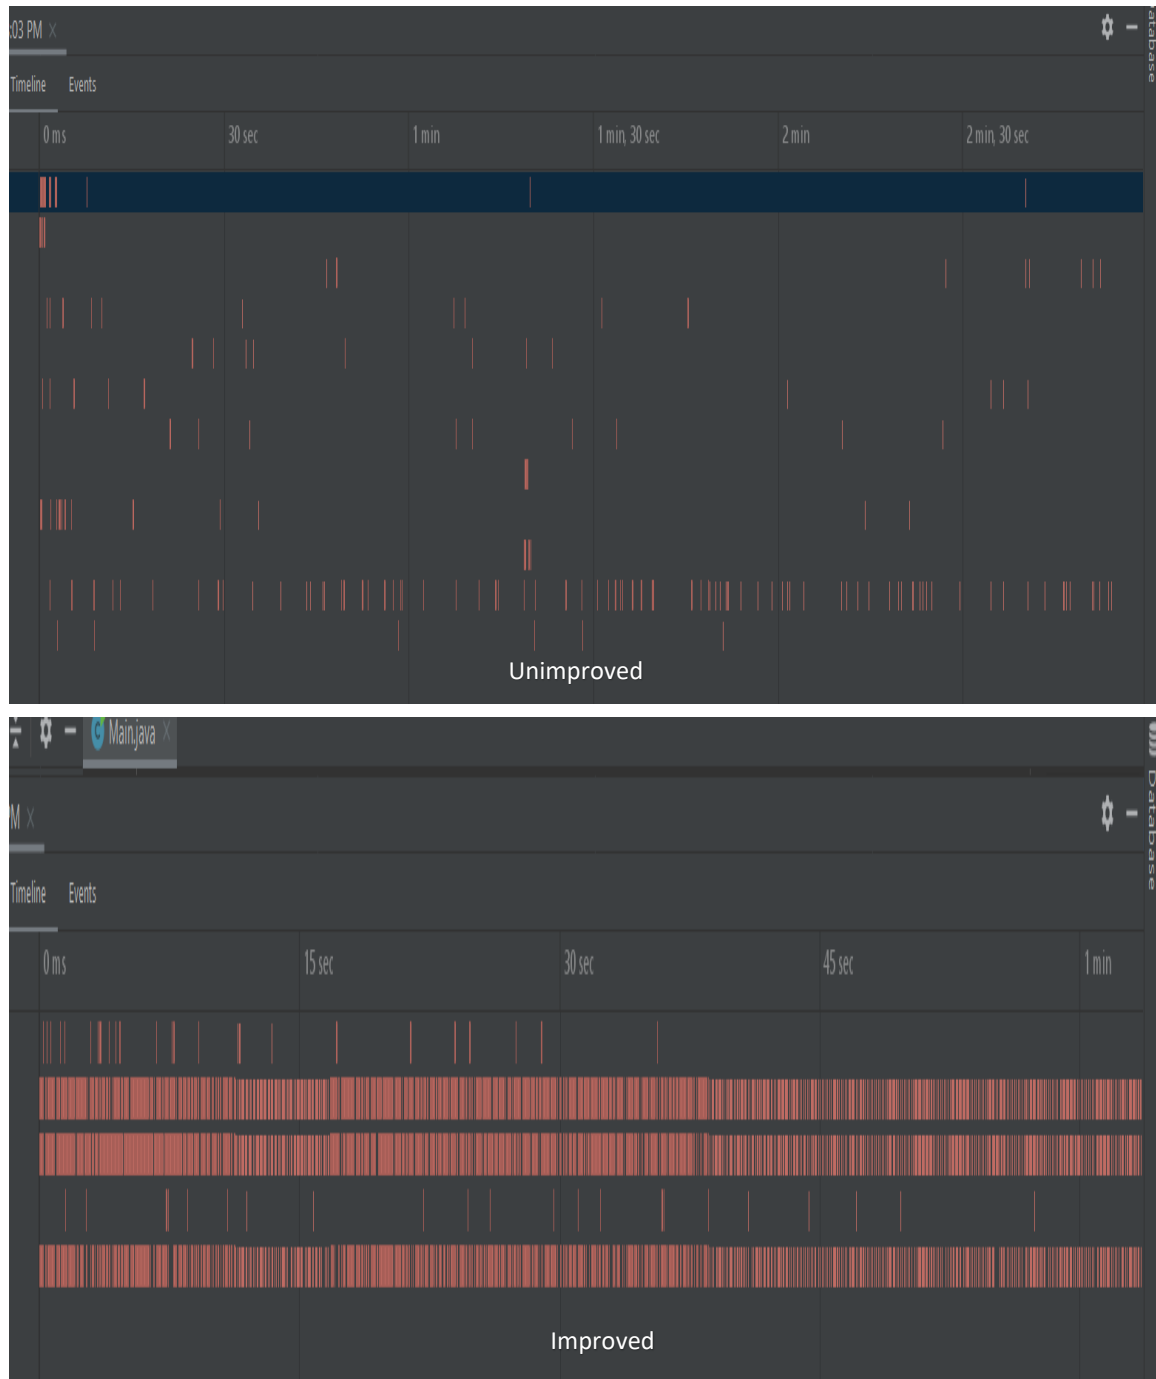 :03 PM
Timeline Events
0 ms 30 sec 1 min 1 min, 30 sec 2 min 2 min, 30 sec
Unimproved
Main.java
PM
Database
Timeline Events
0 ms 15 sec 30 sec 45 sec 1 min
Improved